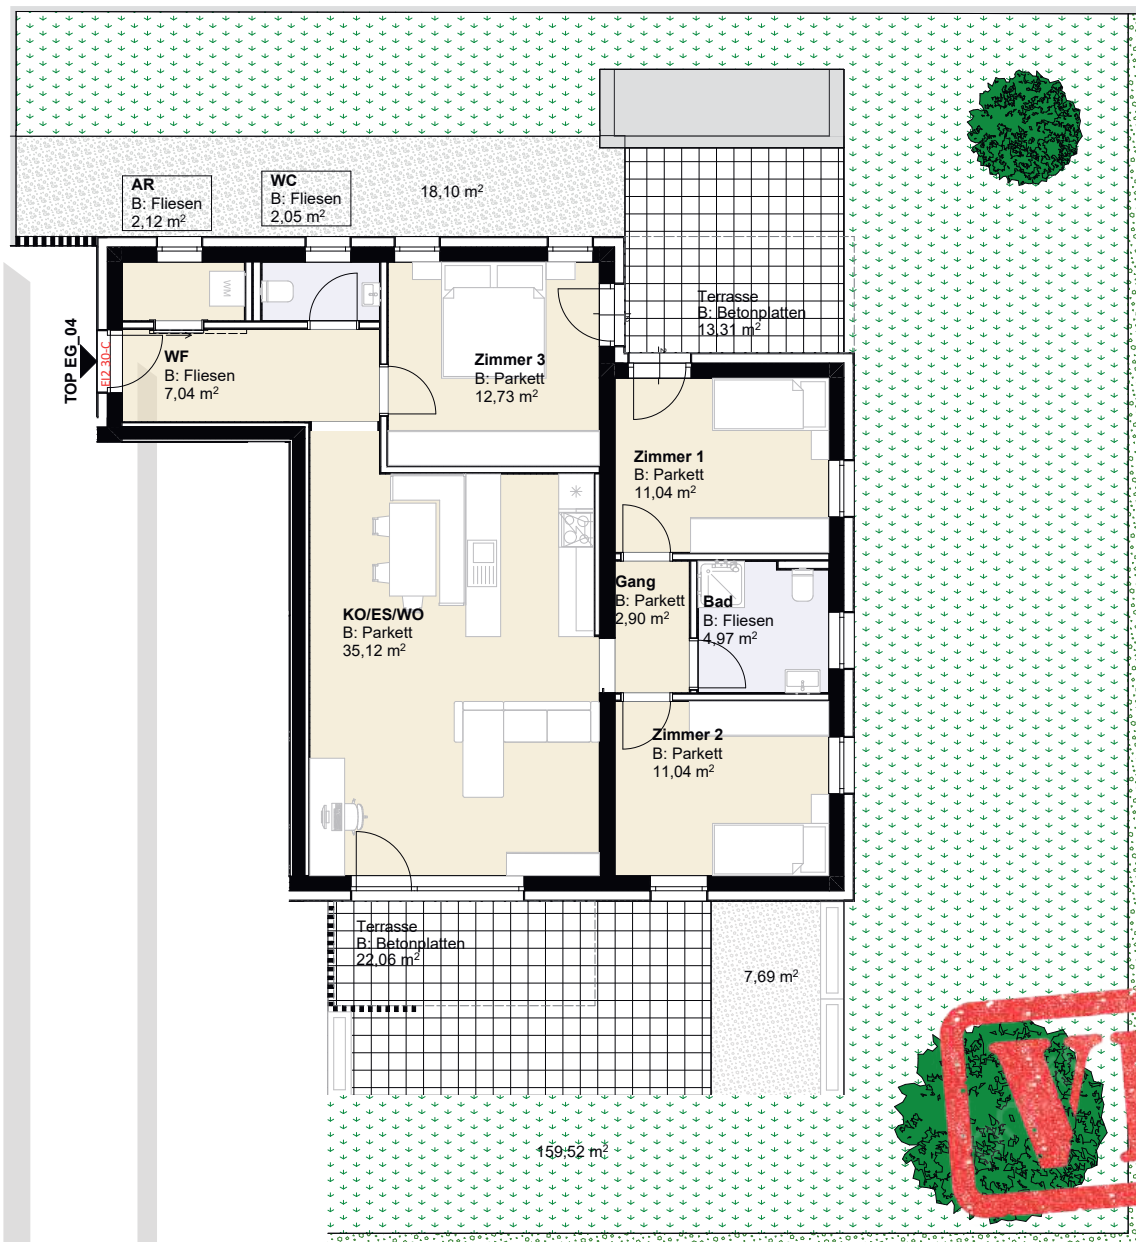 AR
B: Fliesen
2,12 m²
WC
B: Fliesen
2,05 m²
18,10 m²
WM
Terrasse
B: Betonplatten
13,31 m²
TOP EG_04
EI2 30-C
WF
B: Fliesen
7,04 m²
Zimmer 3
B: Parkett
12,73 m²
Zimmer 1
B: Parkett
11,04 m²
Gang
B: Parkett
2,90 m²
Bad
B: Fliesen
4,97 m²
KO/ES/WO
B: Parkett
35,12 m²
Zimmer 2
B: Parkett
11,04 m²
Terrasse
B: Betonplatten
22,06 m²
7,69 m²
159,52 m²